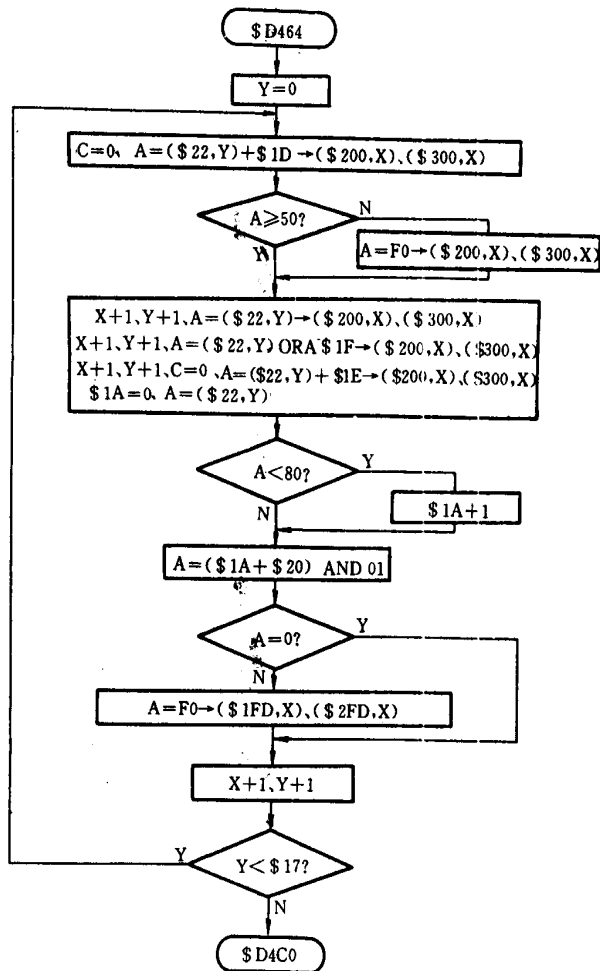 $D464
Y=0
C=0、A=($22,Y)+$1D→($200,X)、($300,X)
A≥50?
N
Y
A=F0→($200,X)、($300,X)
X+1、Y+1、A=($22,Y)→($200,X)、($300,X)
X+1、Y+1、A=($22,Y)ORA $1F→($200,X)、($300,X)
X+1、Y+1、C=0、A=($22,Y)+$1E→($200,X)、($300,X)
$1A=0、A=($22,Y)
A<80?
Y
N
$1A+1
A=($1A+$20) AND 01
A=0?
Y
N
A=F0→($1FD,X)、($2FD,X)
X+1、Y+1
Y<$17?
Y
N
$D4C0